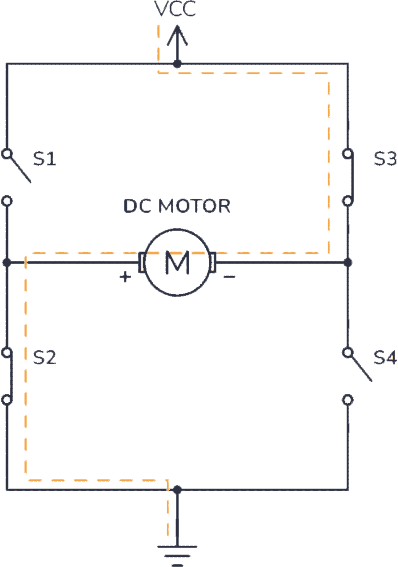 VCC
S1
S3
DC MOTOR
M
+ −
S2
S4